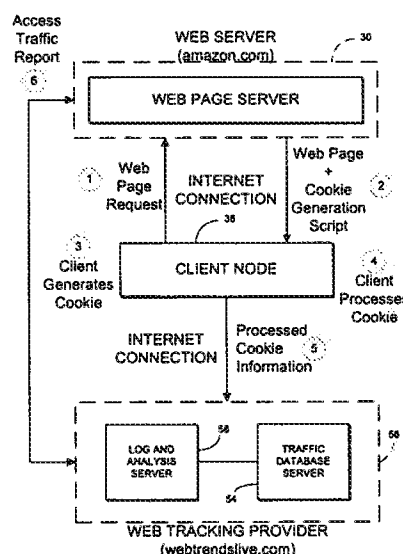 Access
Traffic
Report
6
WEB SERVER
(amazon.com)
30
WEB PAGE SERVER
1
Web
Page
Request
INTERNET
CONNECTION
Web Page
+
Cookie
Generation
Script
2
36
3
Client
Generates
Cookie
CLIENT NODE
4
Client
Processes
Cookie
INTERNET
CONNECTION
Processed
Cookie
Information
5
56
LOG AND
ANALYSIS
SERVER
TRAFFIC
DATABASE
SERVER
54
WEB TRACKING PROVIDER
(webtrendslive.com)